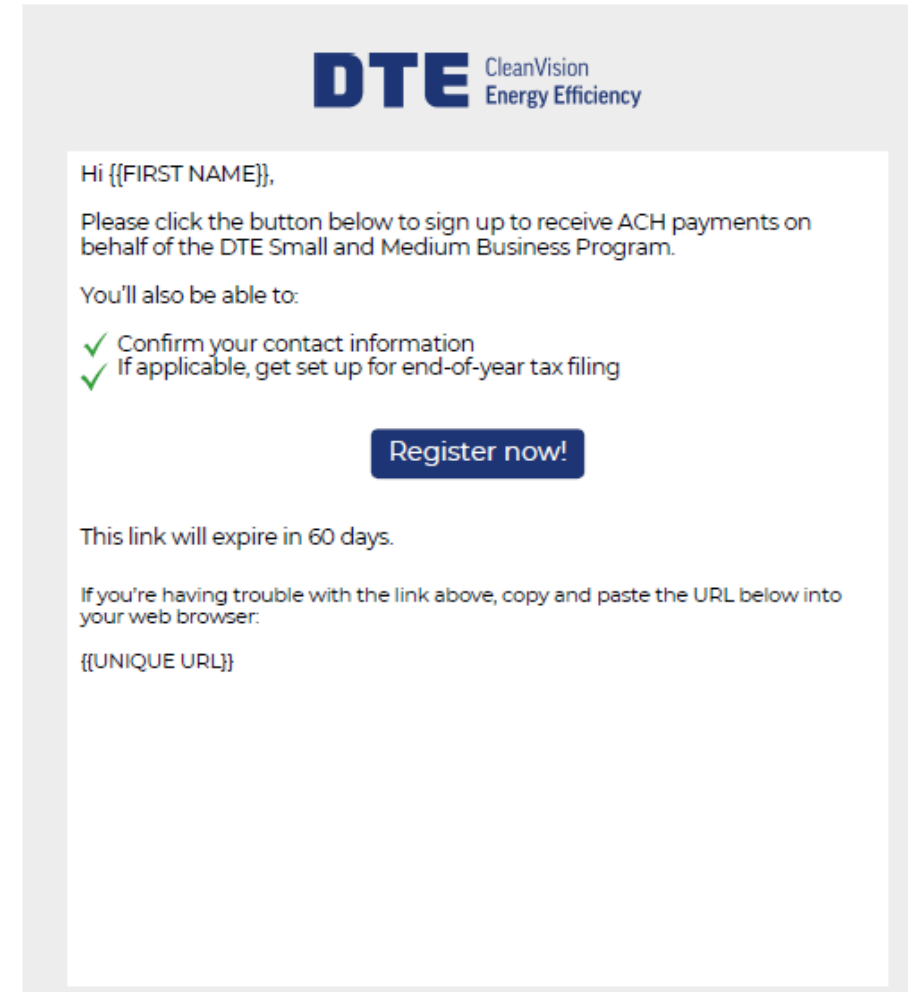 DTE CleanVision
Energy Efficiency
Hi {{FIRST NAME}},
Please click the button below to sign up to receive ACH payments on
behalf of the DTE Small and Medium Business Program.
You'll also be able to:
Confirm your contact information
If applicable, get set up for end-of-year tax filing
Register now!
This link will expire in 60 days.
If you're having trouble with the link above, copy and paste the URL below into
your web browser:
{{UNIQUE URL}}